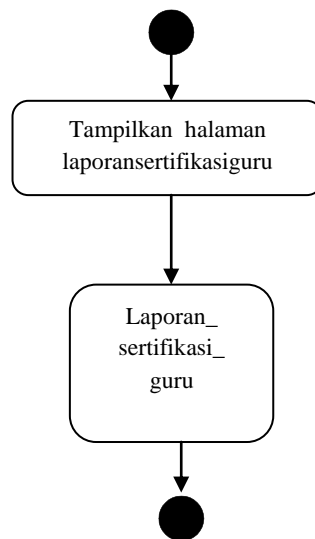 Tampilkan halaman
laporansertifikasiguru
Laporan_
sertifikasi_
guru